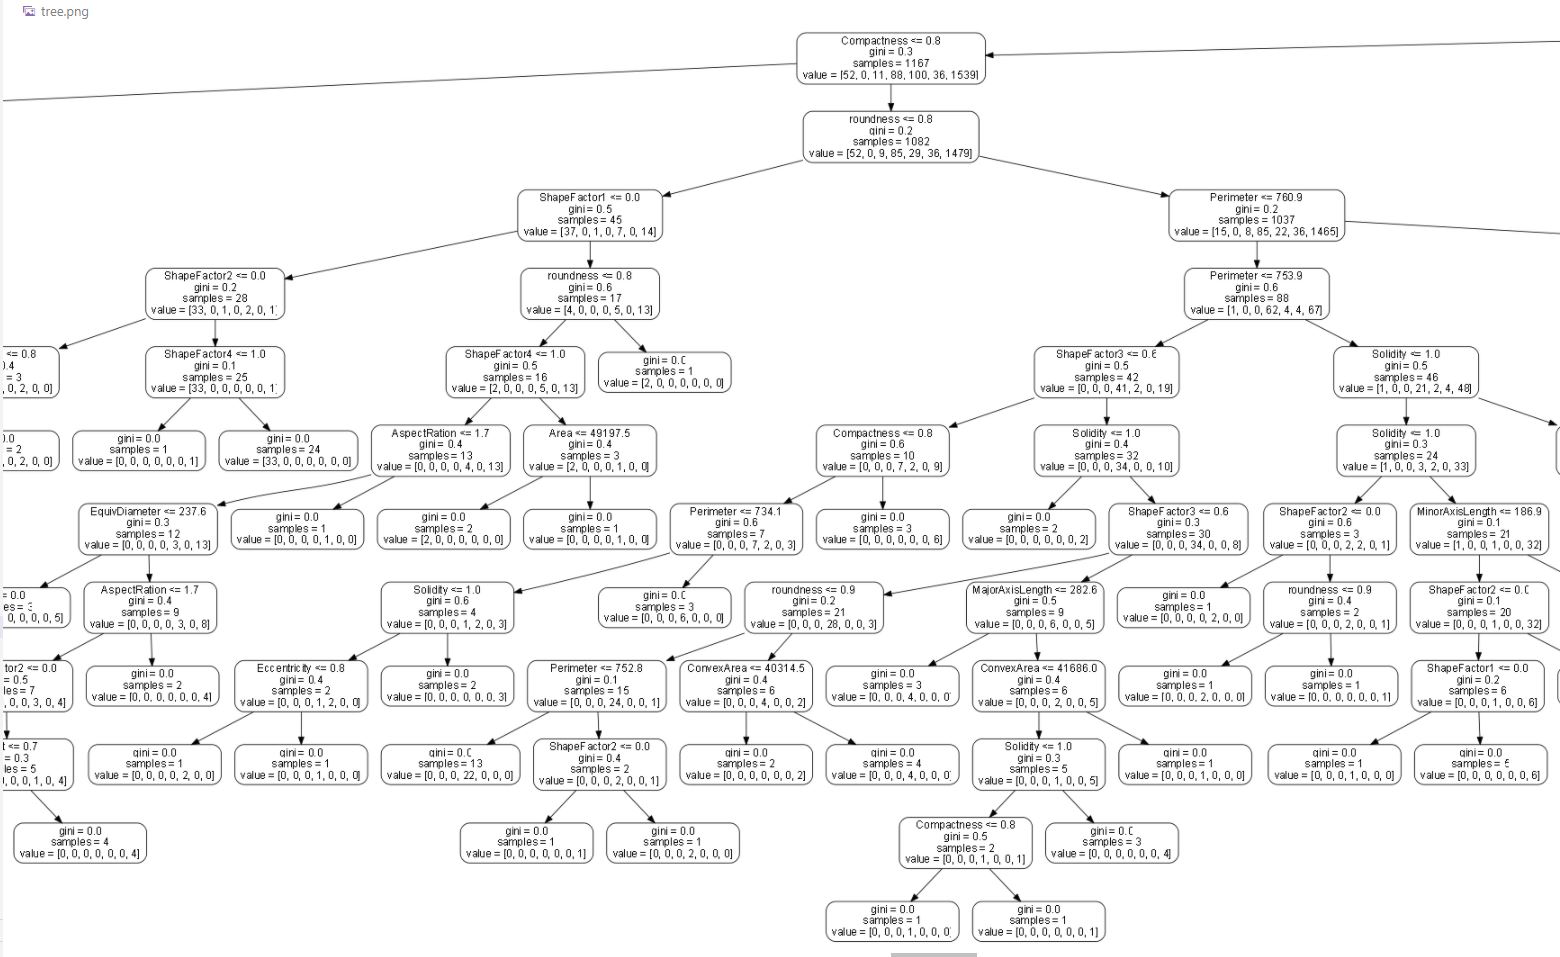 tree.png
Compactness <= 0.8
gini = 0.3
samples = 1167
value = [52, 0, 11, 88, 100, 36, 1539]
roundness <= 0.8
gini = 0.2
samples = 1082
value = [52, 0, 9, 85, 29, 36, 1479]
ShapeFactor1 <= 0.0
gini = 0.5
samples = 45
value = [37, 0, 1, 0, 7, 0, 14]
Perimeter <= 760.9
gini = 0.2
samples = 1037
value = [15, 0, 8, 85, 22, 36, 1465]
ShapeFactor2 <= 0.0
gini = 0.2
samples = 28
value = [33, 0, 1, 0, 2, 0, 1]
roundness <= 0.8
gini = 0.6
samples = 17
value = [4, 0, 0, 0, 5, 0, 13]
Perimeter <= 753.9
gini = 0.6
samples = 88
value = [1, 0, 0, 62, 4, 4, 67]
<= 0.8
0.4
= 3
, 0, 2, 0, 0]
ShapeFactor4 <= 1.0
gini = 0.1
samples = 25
value = [33, 0, 0, 0, 0, 0, 1]
ShapeFactor4 <= 1.0
gini = 0.5
samples = 16
value = [2, 0, 0, 0, 5, 0, 13]
gini = 0.0
samples = 1
value = [2, 0, 0, 0, 0, 0, 0]
ShapeFactor3 <= 0.6
gini = 0.5
samples = 42
value = [0, 0, 0, 41, 2, 0, 19]
Solidity <= 1.0
gini = 0.5
samples = 46
value = [1, 0, 0, 21, 2, 4, 48]
0.0
= 2
, 0, 2, 0, 0]
gini = 0.0
samples = 1
value = [0, 0, 0, 0, 0, 0, 1]
gini = 0.0
samples = 24
value = [33, 0, 0, 0, 0, 0, 0]
AspectRation <= 1.7
gini = 0.4
samples = 13
value = [0, 0, 0, 0, 4, 0, 13]
Area <= 49197.5
gini = 0.4
samples = 3
value = [2, 0, 0, 0, 1, 0, 0]
Compactness <= 0.8
gini = 0.6
samples = 10
value = [0, 0, 0, 7, 2, 0, 9]
Solidity <= 1.0
gini = 0.4
samples = 32
value = [0, 0, 0, 34, 0, 0, 10]
Solidity <= 1.0
gini = 0.3
samples = 24
value = [1, 0, 0, 3, 2, 0, 33]
EquivDiameter <= 237.6
gini = 0.3
samples = 12
value = [0, 0, 0, 0, 3, 0, 13]
gini = 0.0
samples = 1
value = [0, 0, 0, 0, 1, 0, 0]
gini = 0.0
samples = 2
value = [2, 0, 0, 0, 0, 0, 0]
gini = 0.0
samples = 1
value = [0, 0, 0, 0, 1, 0, 0]
Perimeter <= 734.1
gini = 0.6
samples = 7
value = [0, 0, 0, 7, 2, 0, 3]
gini = 0.0
samples = 3
value = [0, 0, 0, 0, 0, 0, 6]
gini = 0.0
samples = 2
value = [0, 0, 0, 0, 0, 0, 2]
ShapeFactor3 <= 0.6
gini = 0.3
samples = 30
value = [0, 0, 0, 34, 0, 0, 8]
ShapeFactor2 <= 0.0
gini = 0.6
samples = 3
value = [0, 0, 0, 2, 2, 0, 1]
MinorAxisLength <= 186.9
gini = 0.1
samples = 21
value = [1, 0, 0, 1, 0, 0, 32]
= 0.0
es = 3
0, 0, 0, 0, 5]
AspectRation <= 1.7
gini = 0.4
samples = 9
value = [0, 0, 0, 0, 3, 0, 8]
Solidity <= 1.0
gini = 0.6
samples = 4
value = [0, 0, 0, 1, 2, 0, 3]
gini = 0.0
samples = 3
value = [0, 0, 0, 6, 0, 0, 0]
roundness <= 0.9
gini = 0.2
samples = 21
value = [0, 0, 0, 28, 0, 0, 3]
MajorAxisLength <= 282.6
gini = 0.5
samples = 9
value = [0, 0, 0, 6, 0, 0, 5]
gini = 0.0
samples = 1
value = [0, 0, 0, 0, 2, 0, 0]
roundness <= 0.9
gini = 0.4
samples = 2
value = [0, 0, 0, 2, 0, 0, 1]
ShapeFactor2 <= 0.0
gini = 0.1
samples = 20
value = [0, 0, 0, 1, 0, 0, 32]
tor2 <= 0.0
= 0.5
les = 7
, 0, 0, 3, 0, 4]
gini = 0.0
samples = 2
value = [0, 0, 0, 0, 0, 0, 4]
Eccentricity <= 0.8
gini = 0.4
samples = 2
value = [0, 0, 0, 1, 2, 0, 0]
gini = 0.0
samples = 2
value = [0, 0, 0, 0, 0, 0, 3]
Perimeter <= 752.8
gini = 0.1
samples = 15
value = [0, 0, 0, 24, 0, 0, 1]
ConvexArea <= 40314.5
gini = 0.4
samples = 6
value = [0, 0, 0, 4, 0, 0, 2]
gini = 0.0
samples = 3
value = [0, 0, 0, 4, 0, 0, 0
ConvexArea <= 41686.0
gini = 0.4
samples = 6
value = [0, 0, 0, 2, 0, 0, 5]
gini = 0.0
samples = 1
value = [0, 0, 0, 2, 0, 0, 0]
gini = 0.0
samples = 1
value = [0, 0, 0, 0, 0, 0, 1]
ShapeFactor1 <= 0.0
gini = 0.2
samples = 6
value = [0, 0, 0, 1, 0, 0, 6]
t <= 0.7
= 0.3
les = 5
, 0, 0, 1, 0, 4]
gini = 0.0
samples = 1
value = [0, 0, 0, 0, 2, 0, 0]
gini = 0.0
samples = 1
value = [0, 0, 0, 1, 0, 0, 0]
gini = 0.0
samples = 13
value = [0, 0, 0, 22, 0, 0, 0]
ShapeFactor2 <= 0.0
gini = 0.4
samples = 2
value = [0, 0, 0, 2, 0, 0, 1]
gini = 0.0
samples = 2
value = [0, 0, 0, 0, 0, 0, 2]
gini = 0.0
samples = 4
value = [0, 0, 0, 4, 0, 0, 0
Solidity <= 1.0
gini = 0.3
samples = 5
value = [0, 0, 0, 1, 0, 0, 5]
gini = 0.0
samples = 1
value = [0, 0, 0, 1, 0, 0, 0]
gini = 0.0
samples = 1
value = [0, 0, 0, 1, 0, 0, 0]
gini = 0.0
samples = 5
value = [0, 0, 0, 0, 0, 0, 6]
gini = 0.0
samples = 4
value = [0, 0, 0, 0, 0, 0, 4]
gini = 0.0
samples = 1
value = [0, 0, 0, 0, 0, 0, 1]
gini = 0.0
samples = 1
value = [0, 0, 0, 2, 0, 0, 0]
Compactness <= 0.8
gini = 0.5
samples = 2
value = [0, 0, 0, 1, 0, 0, 1]
gini = 0.0
samples = 3
value = [0, 0, 0, 0, 0, 0, 4]
gini = 0.0
samples = 1
value = [0, 0, 0, 1, 0, 0, 0
gini = 0.0
samples = 1
value = [0, 0, 0, 0, 0, 0, 1]